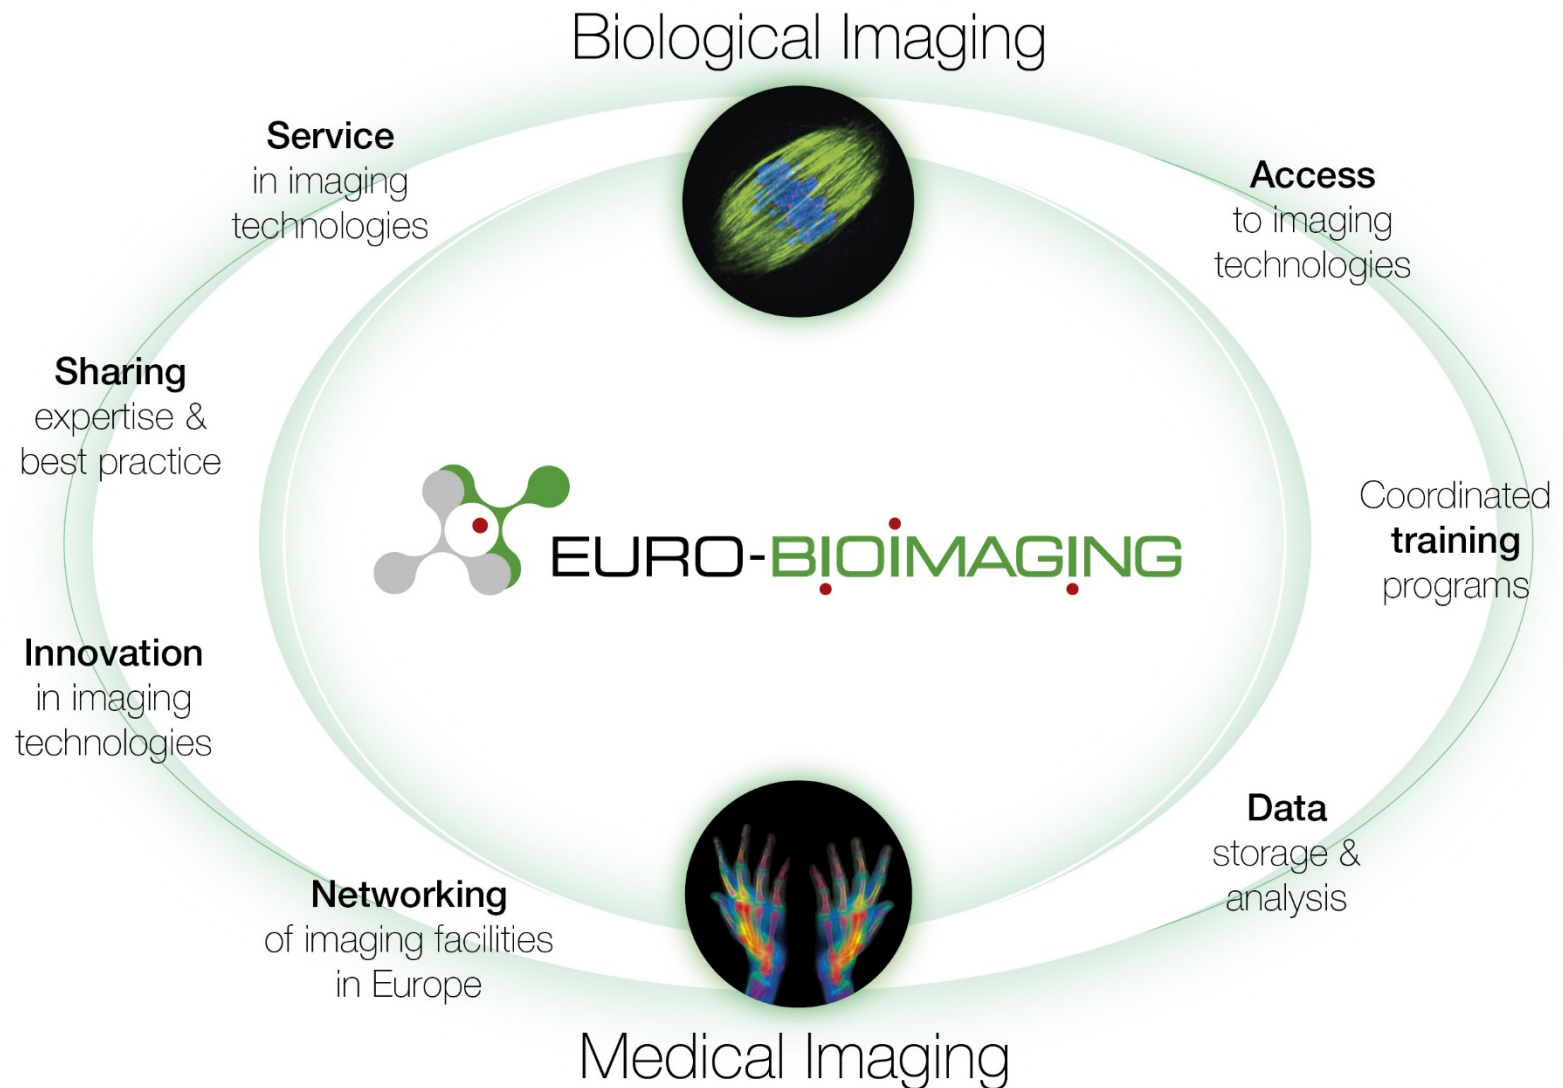 Biological Imaging
Service
in imaging
technologies
Access
to imaging
technologies
Sharing
expertise &
best practice
EURO-BIOIMAGING
Coordinated
training
programs
Innovation
in imaging
technologies
Data
storage &
analysis
Networking
of imaging facilities
in Europe
Medical Imaging